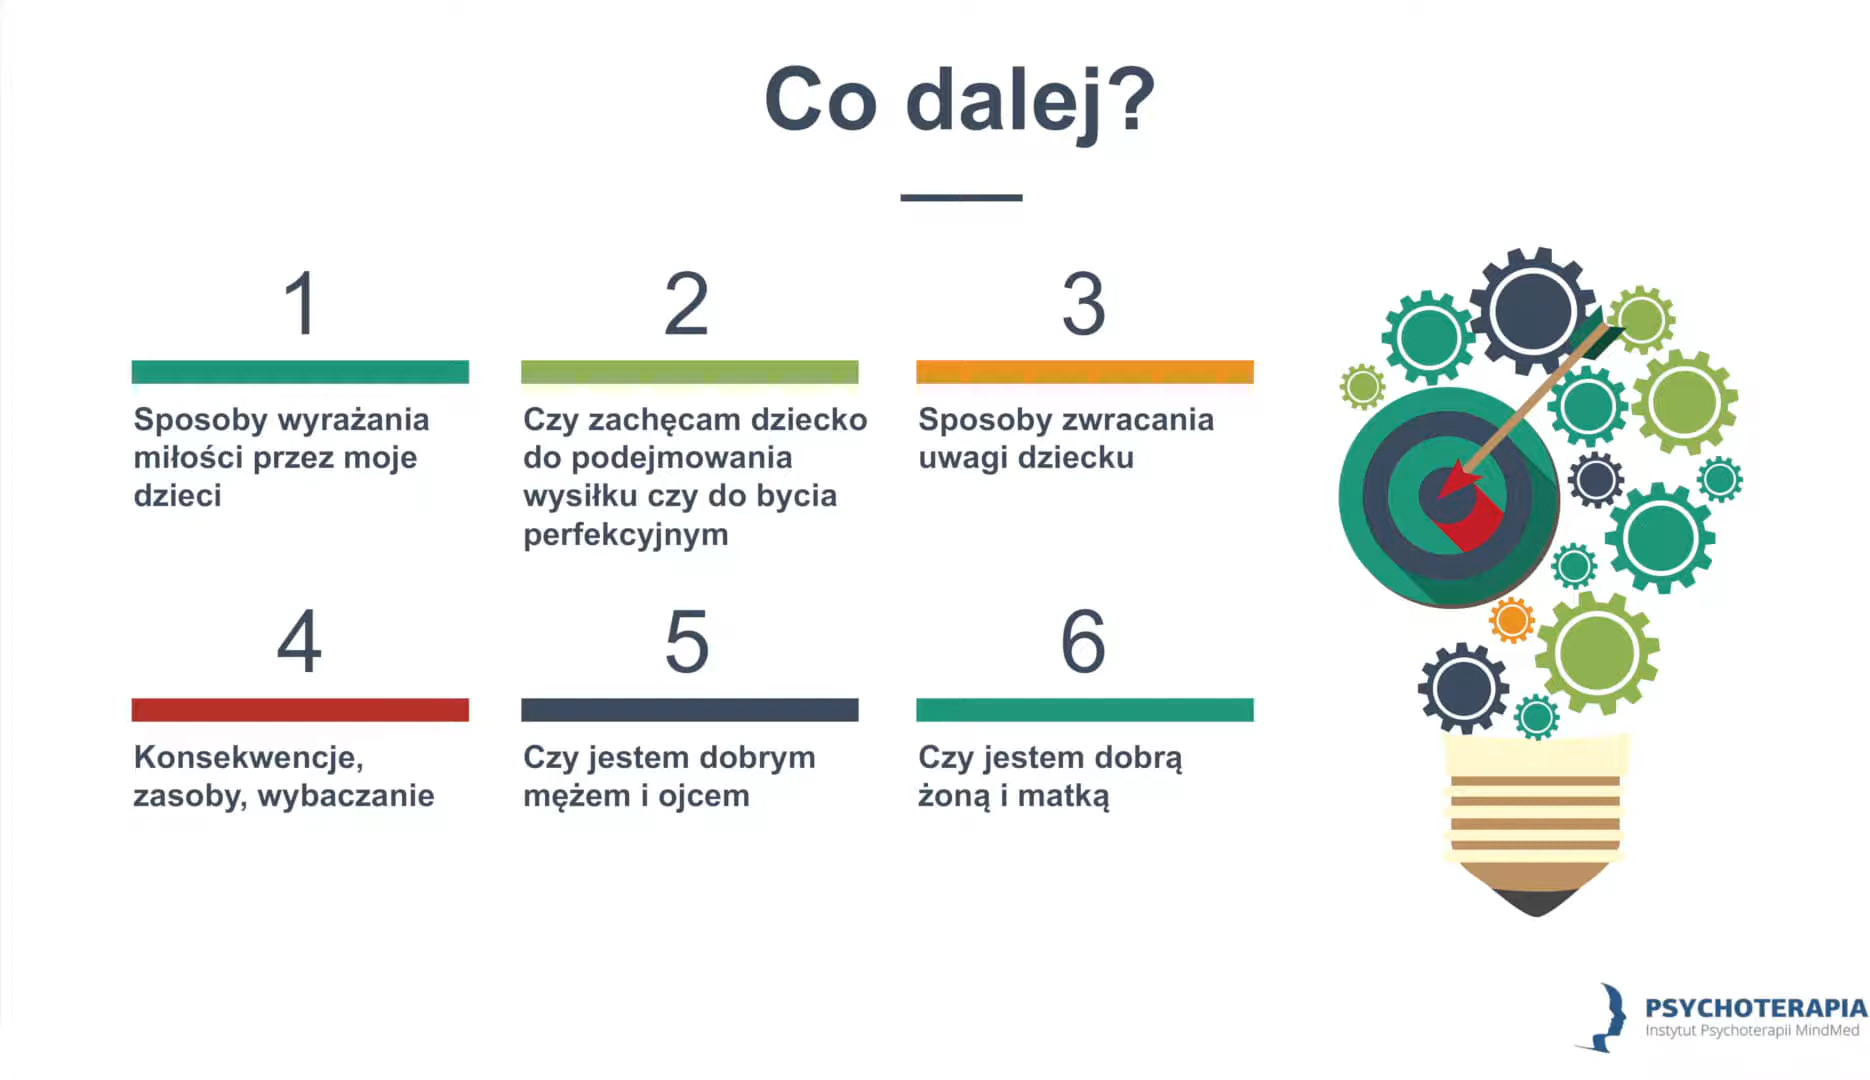 Co dalej?
1
Sposoby wyrażania
miłości przez moje
dzieci
2
Czy zachęcam dziecko
do podejmowania
wysiłku czy do bycia
perfekcyjnym
3
Sposoby zwracania
uwagi dziecku
4
Konsekwencje,
zasoby, wybaczanie
5
Czy jestem dobrym
mężem i ojcem
6
Czy jestem dobrą
żoną i matką
PSYCHOTERAPIA
Instytut Psychoterapii MindMed